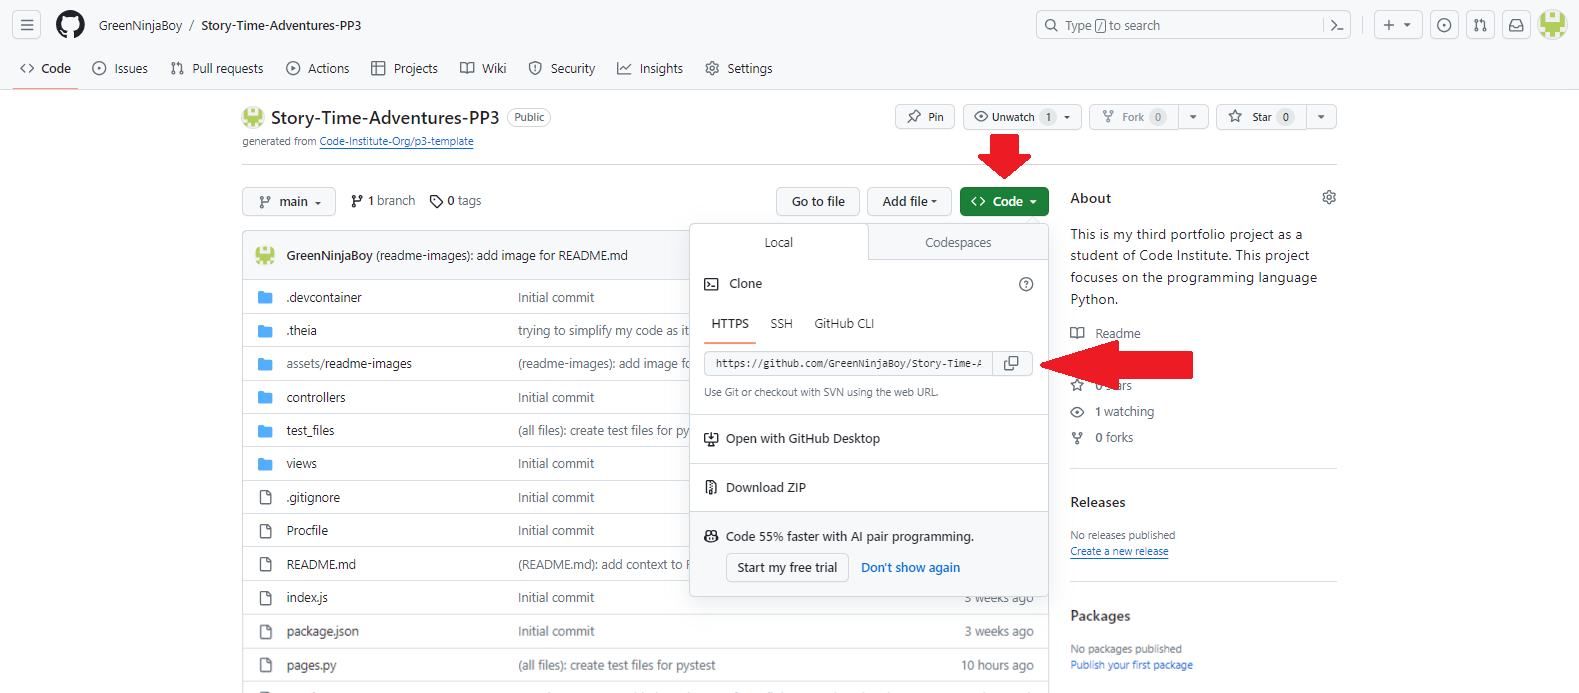 GreenNinjaBoy / Story-Time-Adventures-PP3
Type / to search
Code Issues Pull requests Actions Projects Wiki Security Insights Settings
Story-Time-Adventures-PP3 Public
Pin Unwatch 1 Fork 0 Star 0
generated from Code-Institute-Org/p3-template
main 1 branch 0 tags
Go to file Add file Code
GreenNinjaBoy (readme-images): add image for README.md
.devcontainer Initial commit
.theia trying to simplify my code as it
assets/readme-images (readme-images): add image fo
controllers Initial commit
test_files (all files): create test files for py
views Initial commit
.gitignore Initial commit
Procfile Initial commit
README.md (README.md): add context to
index.js Initial commit 3 weeks ago
package.json Initial commit 3 weeks ago
pages.py (all files): create test files for pystest 10 hours ago
Local Codespaces
Clone
HTTPS SSH GitHub CLI
https://github.com/GreenNinjaBoy/Story-Time-A
Use Git or checkout with SVN using the web URL.
Open with GitHub Desktop
Download ZIP
Code 55% faster with AI pair programming.
Start my free trial Don't show again
About
This is my third portfolio project as a
student of Code Institute. This project
focuses on the programming language
Python.
Readme
0 stars
1 watching
0 forks
Releases
No releases published
Create a new release
Packages
No packages published
Publish your first package